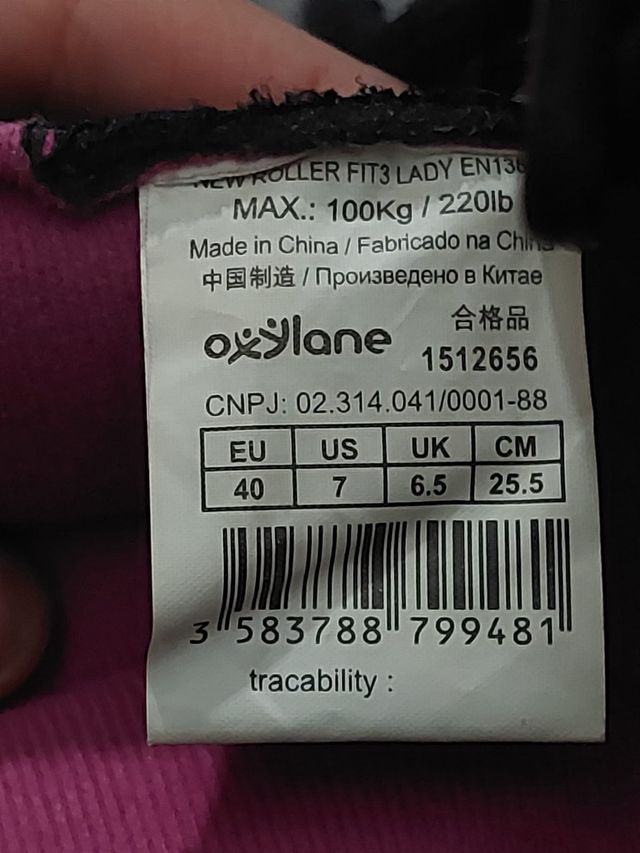 NEW ROLLER FIT3 LADY
MAX.: 100Kg / 220lb
Made in China / Fabricado na China
中国制造 / Произведено в Китае
oxylane
合格品
1512656
CNPJ: 02.314.041/0001-88
EU US UK CM
40 7 6.5 25.5
3 583788 799481
tracability :